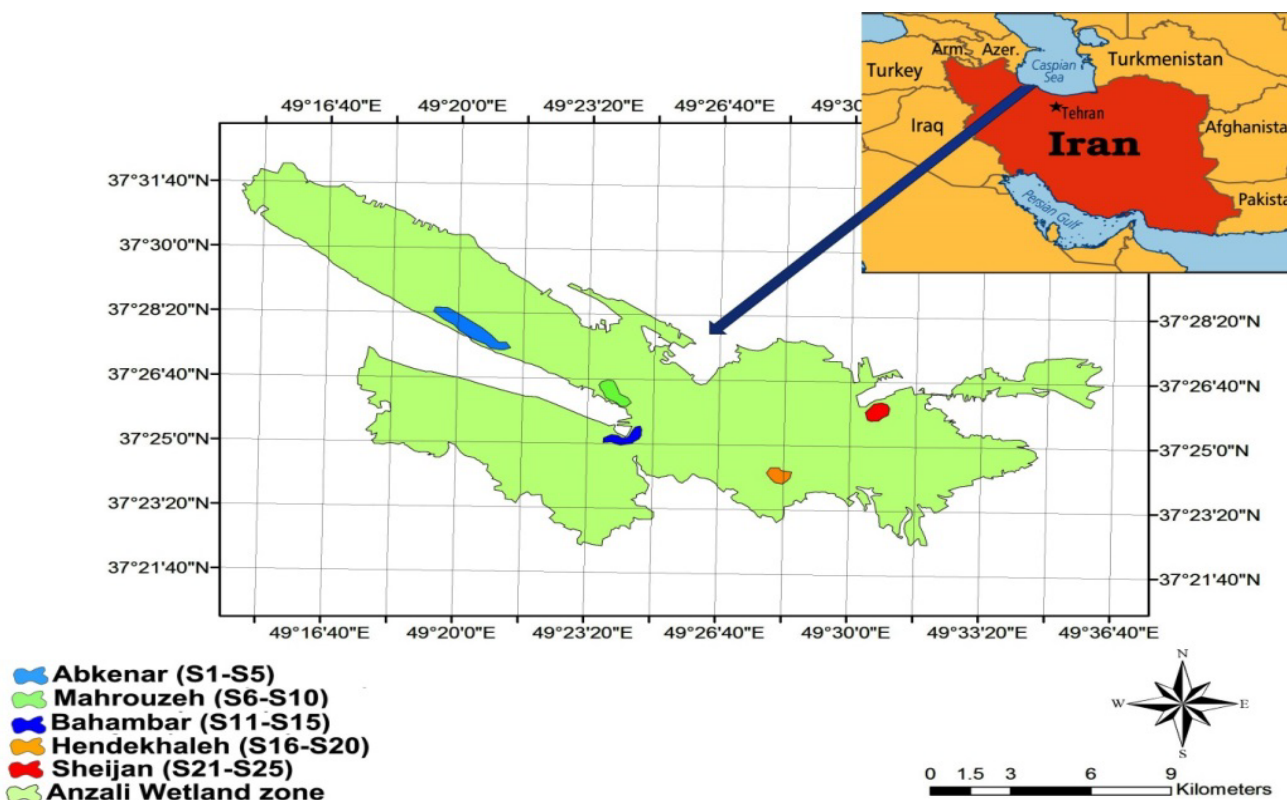 Arm. Azer. Caspian Sea Turkmenistan
Turkey
Tehran
Iraq Afghanista
Iran
Persian Gulf Pakista
49°16'40"E 49°20'0"E 49°23'20"E 49°26'40"E 49°30
37°31'40"N
37°30'0"N
37°28'20"N 37°28'20"N
37°26'40"N 37°26'40"N
37°25'0"N 37°25'0"N
37°23'20"N 37°23'20"N
37°21'40"N 37°21'40"N
49°16'40"E 49°20'0"E 49°23'20"E 49°26'40"E 49°30'0"E 49°33'20"E 49°36'40"E
Abkenar (S1-S5)
Mahrouzeh (S6-S10)
Bahambar (S11-S15)
Hendekhaleh (S16-S20)
Sheijan (S21-S25)
Anzali Wetland zone
N
W E
S
0 1.5 3 6 9
Kilometers